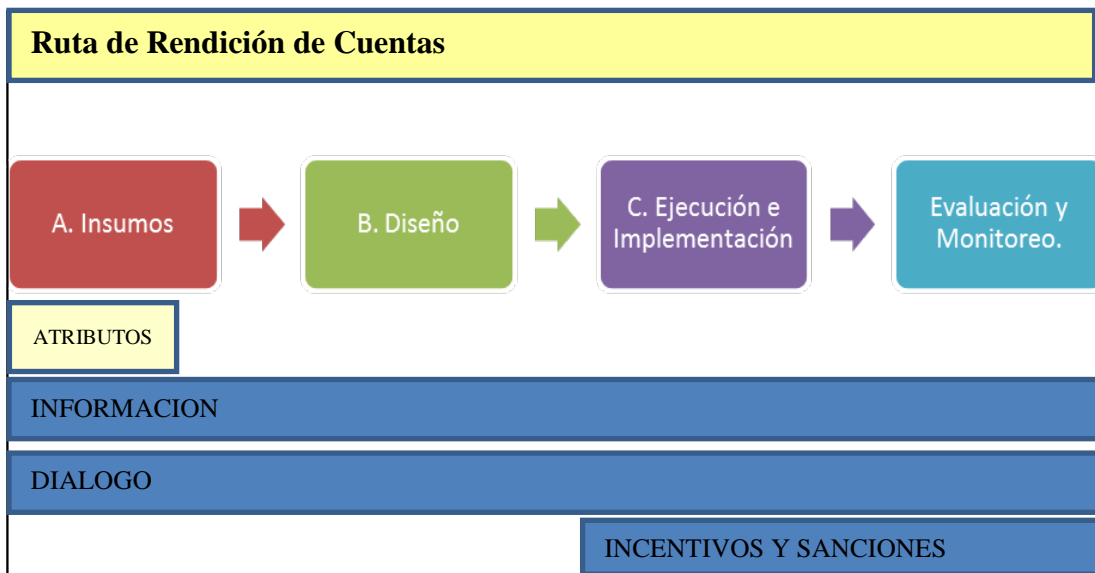 Ruta de Rendición de Cuentas
A. Insumos
B. Diseño
C. Ejecución e
Implementación
Evaluación y
Monitoreo.
ATRIBUTOS
INFORMACION
DIALOGO
INCENTIVOS Y SANCIONES